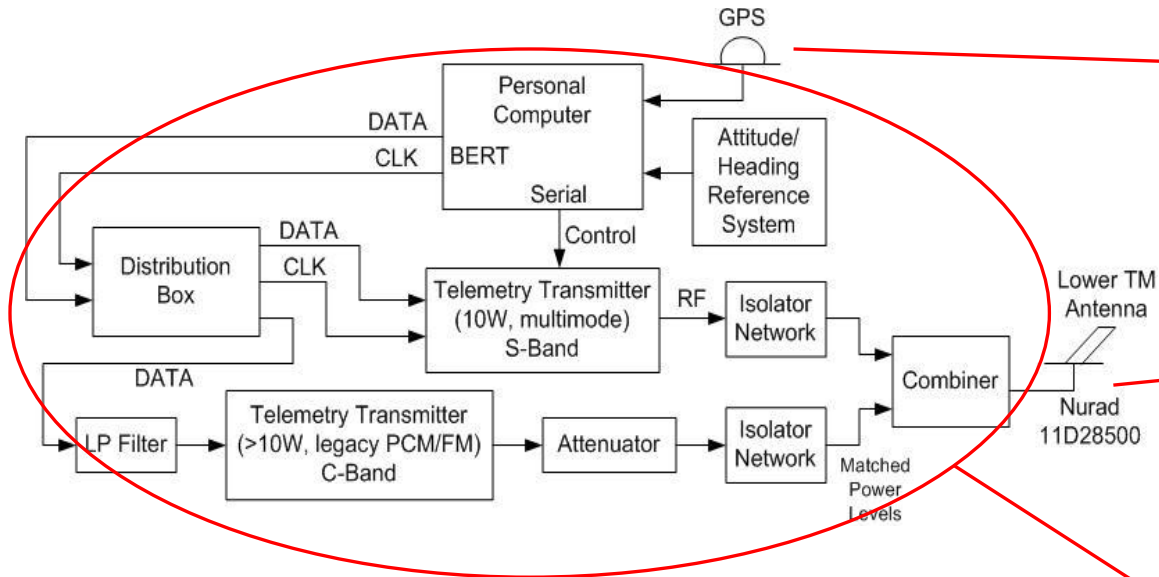 GPS
Personal
Computer
DATA
CLK
BERT
Serial
Attitude/
Heading
Reference
System
Control
DATA
CLK
Distribution
Box
Telemetry Transmitter
(10W, multimode)
S-Band
RF
Isolator
Network
Lower TM
Antenna
Combiner
DATA
Nurad
11D28500
LP Filter
Telemetry Transmitter
(>10W, legacy PCM/FM)
C-Band
Attenuator
Isolator
Network
Matched
Power
Levels